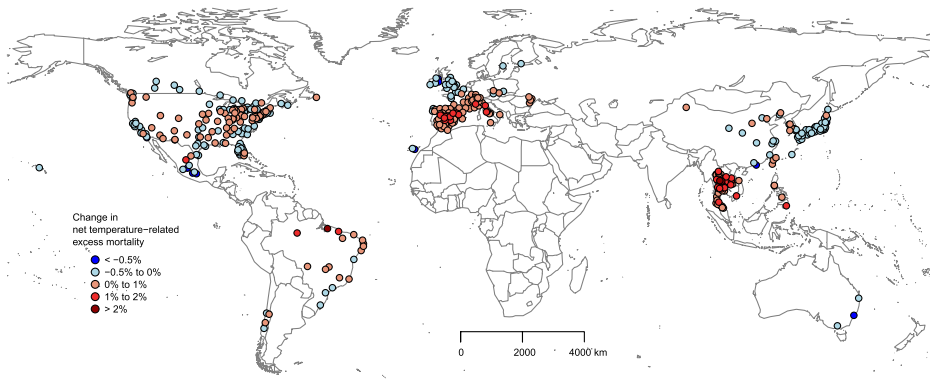 Change in
net temperature−related
excess mortality
< −0.5%
−0.5% to 0%
0% to 1%
1% to 2%
> 2%
0 2000 4000 km